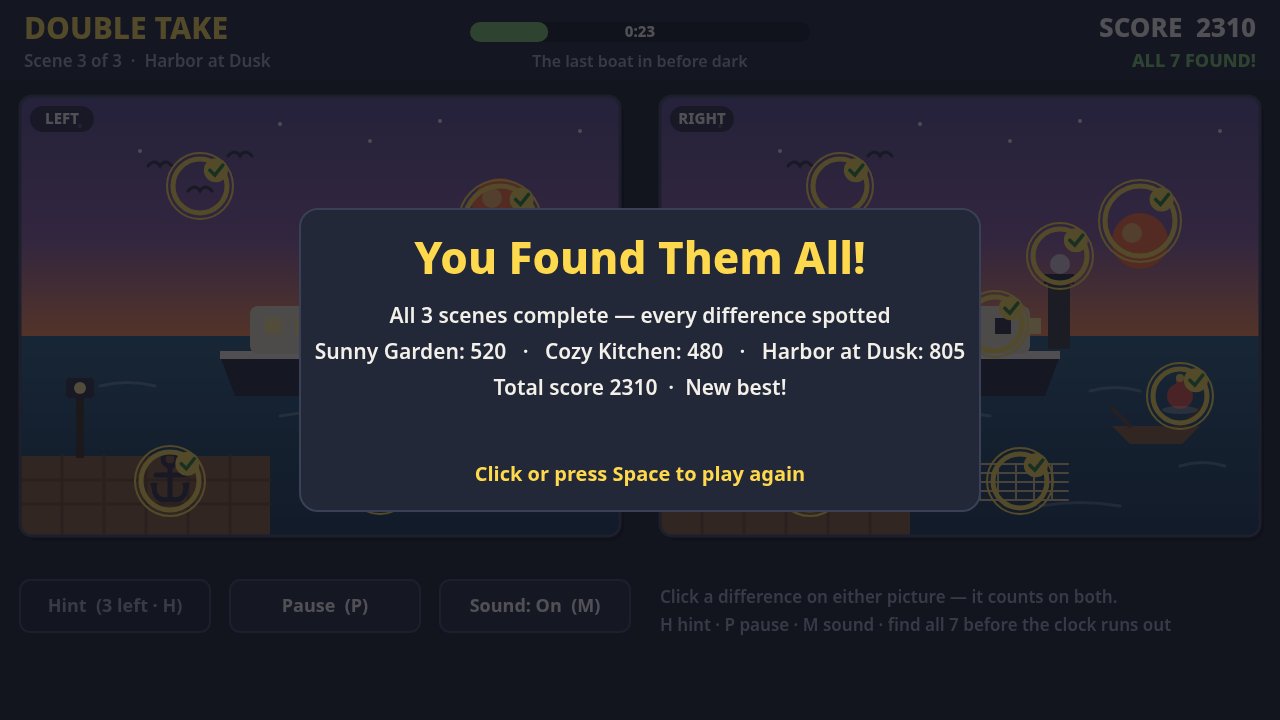 DOUBLE TAKE
0:23
SCORE 2310
Scene 3 of 3 · Harbor at Dusk
The last boat in before dark
ALL 7 FOUND!
LEFT
RIGHT
You Found Them All!
All 3 scenes complete — every difference spotted
Sunny Garden: 520 · Cozy Kitchen: 480 · Harbor at Dusk: 805
Total score 2310 · New best!
Click or press Space to play again
Hint (3 left · H)
Pause (P)
Sound: On (M)
Click a difference on either picture — it counts on both.
H hint · P pause · M sound · find all 7 before the clock runs out